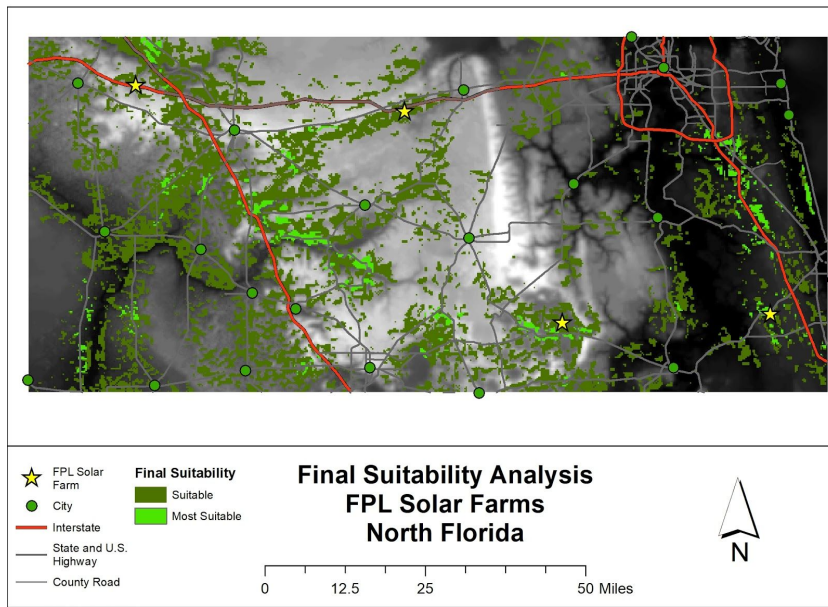 FPL Solar
Farm
City
Interstate
State and U.S.
Highway
County Road
Final Suitability
Suitable
Most Suitable
Final Suitability Analysis
FPL Solar Farms
North Florida
0 12.5 25 50 Miles
N